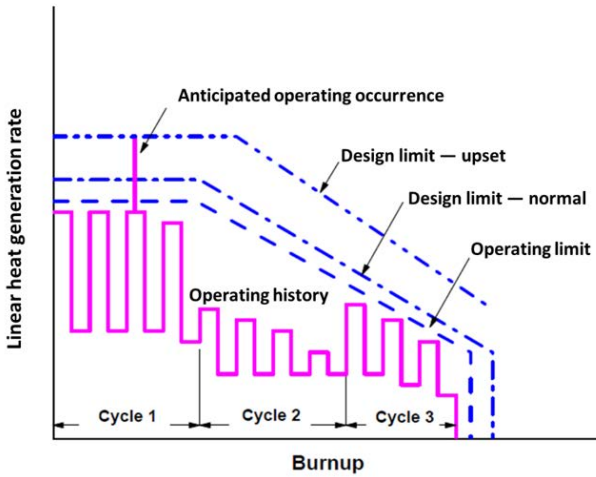 Anticipated operating occurrence
Design limit — upset
Design limit — normal
Operating limit
Operating history
Linear heat generation rate
Cycle 1
Cycle 2
Cycle 3
Burnup